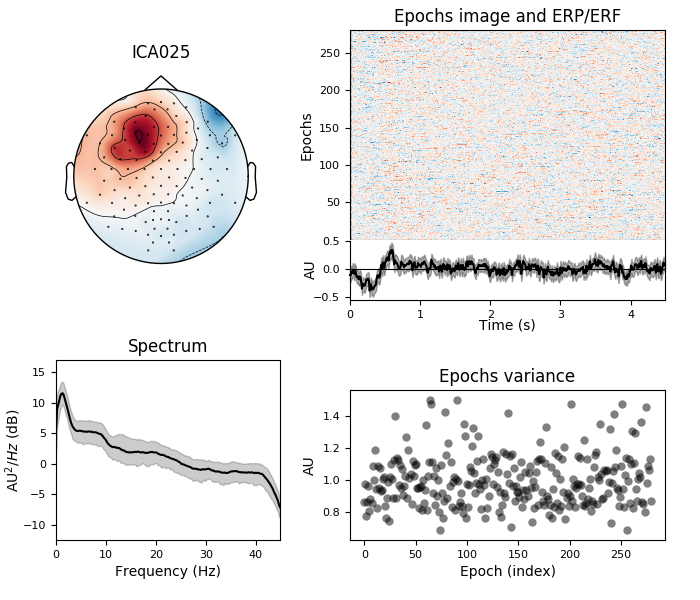 ICA025
Epochs image and ERP/ERF
Epochs
250
200
150
100
50
AU
0.5
0.0
−0.5
0 1 2 3 4
Time (s)
Spectrum
AU²/Hz (dB)
15
10
5
0
−5
−10
0 10 20 30 40
Frequency (Hz)
Epochs variance
AU
1.4
1.2
1.0
0.8
0 50 100 150 200 250
Epoch (index)